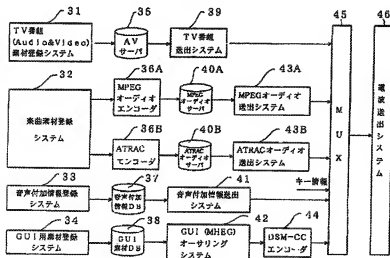 31
TV番組
(Audio&Video)
素材登録システム
35
AV
サーバ
39
TV番組
送出システム
45
MUX
46
電波送出システム
32
楽曲素材登録
システム
36A
MPEG
オーディオ
エンコーダ
40A
MPEG
オーディオ
サーバ
43A
MPEGオーディオ
送出システム
36B
ATRAC
エンコーダ
40B
ATRAC
オーディオ
サーバ
43B
ATRACオーディオ
送出システム
33
音声付加情報登録
システム
37
音声付加
情報DB
41
音声付加情報送出
システム
キー情報
34
GUI用素材登録
システム
38
GUI
素材DB
42
GUI (MHEG)
オーサリング
システム
44
DSM-CC
エンコーダ